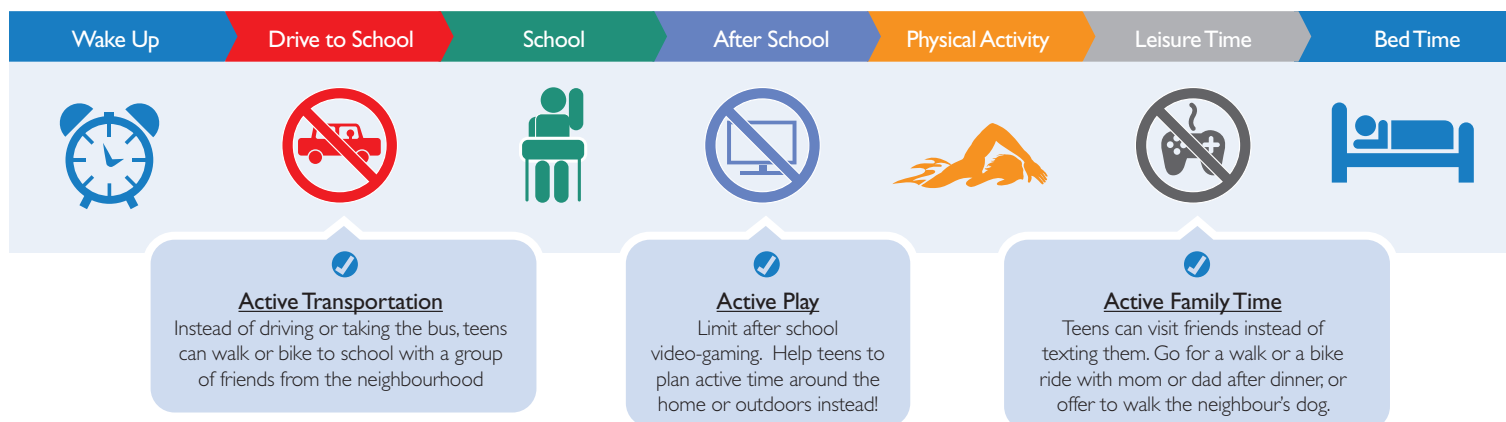 Wake Up
Drive to School
School
After School
Physical Activity
Leisure Time
Bed Time
Active Transportation
Instead of driving or taking the bus, teens
can walk or bike to school with a group
of friends from the neighbourhood
Active Play
Limit after school
video-gaming. Help teens to
plan active time around the
home or outdoors instead!
Active Family Time
Teens can visit friends instead of
texting them. Go for a walk or a bike
ride with mom or dad after dinner, or
offer to walk the neighbour's dog.